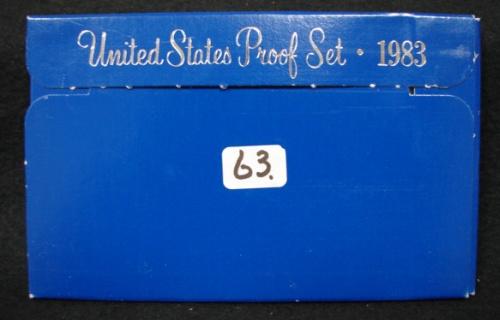 United States Proof Set · 1983
63.